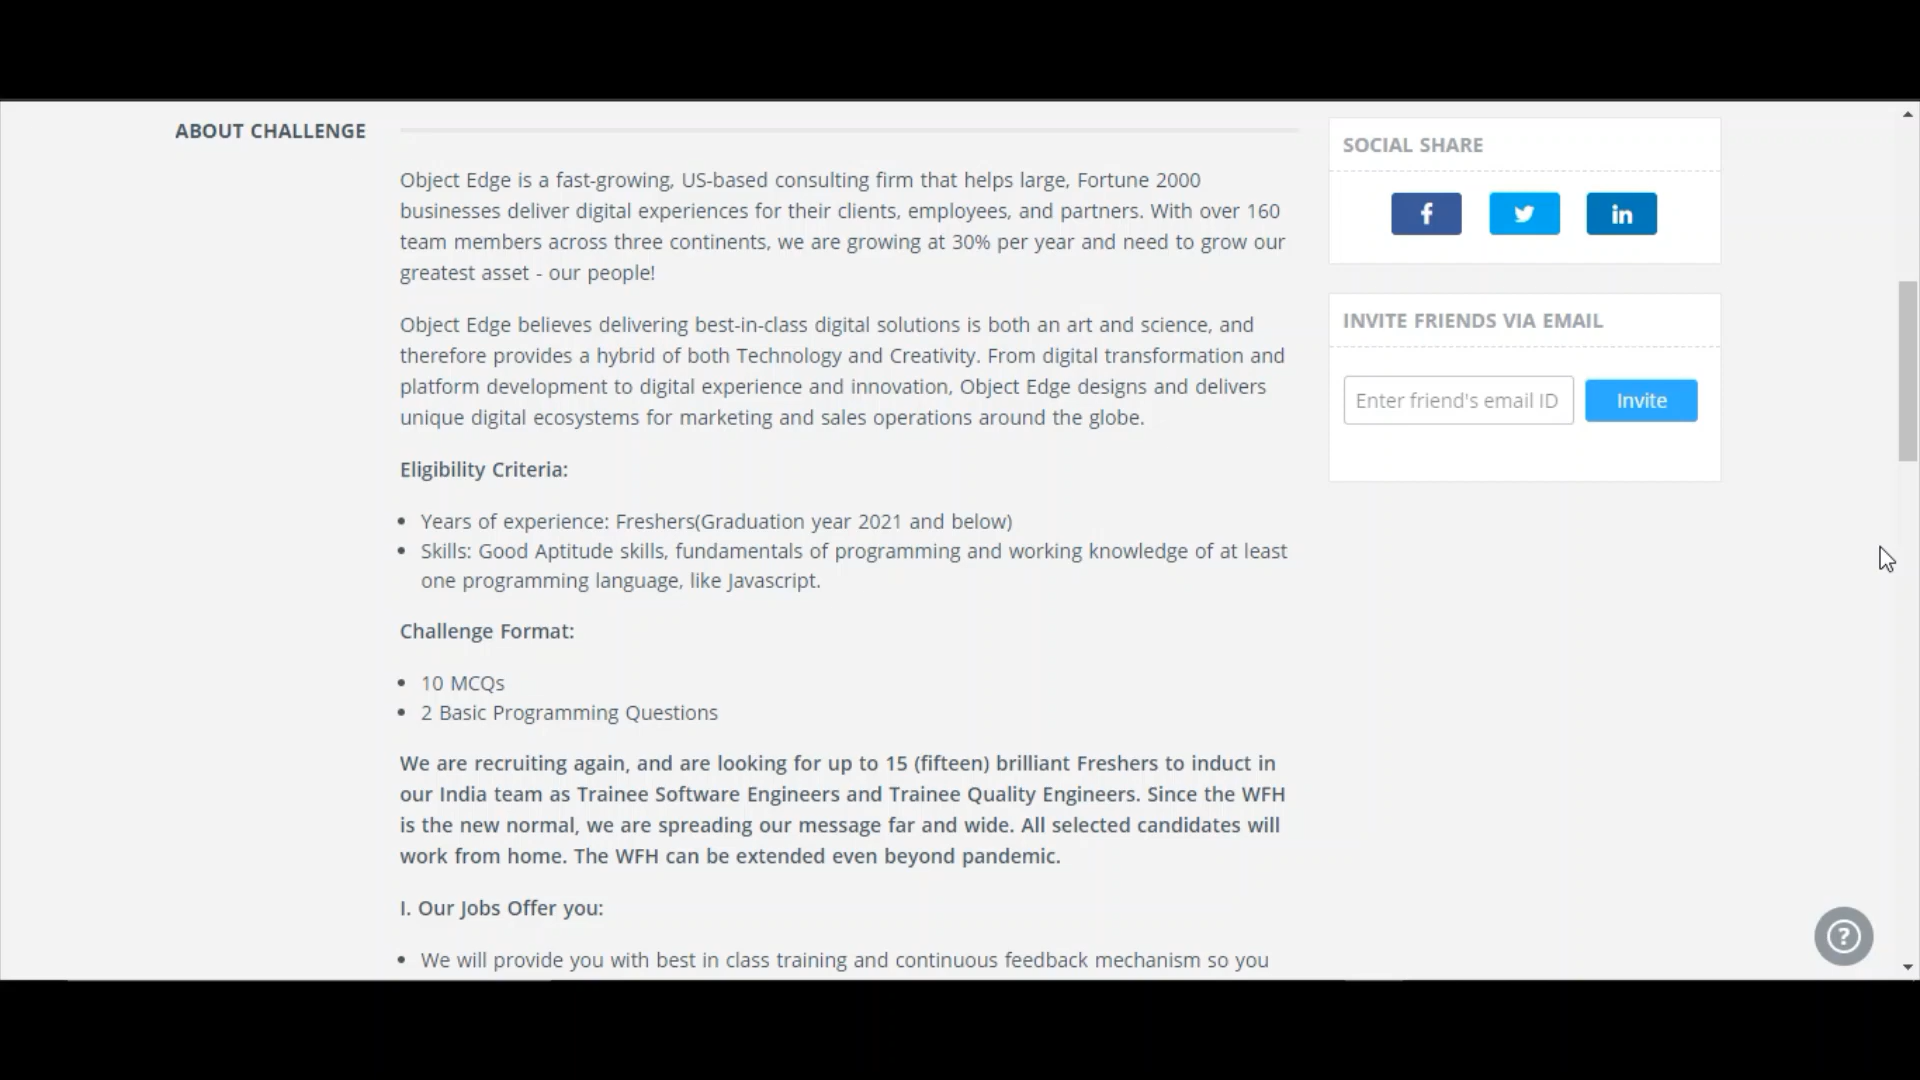 ABOUT CHALLENGE
Object Edge is a fast-growing, US-based consulting firm that helps large, Fortune 2000
businesses deliver digital experiences for their clients, employees, and partners. With over 160
team members across three continents, we are growing at 30% per year and need to grow our
greatest asset - our people!
Object Edge believes delivering best-in-class digital solutions is both an art and science, and
therefore provides a hybrid of both Technology and Creativity. From digital transformation and
platform development to digital experience and innovation, Object Edge designs and delivers
unique digital ecosystems for marketing and sales operations around the globe.
Eligibility Criteria:
Years of experience: Freshers(Graduation year 2021 and below)
Skills: Good Aptitude skills, fundamentals of programming and working knowledge of at least
one programming language, like Javascript.
Challenge Format:
10 MCQs
2 Basic Programming Questions
We are recruiting again, and are looking for up to 15 (fifteen) brilliant Freshers to induct in
our India team as Trainee Software Engineers and Trainee Quality Engineers. Since the WFH
is the new normal, we are spreading our message far and wide. All selected candidates will
work from home. The WFH can be extended even beyond pandemic.
I. Our Jobs Offer you:
We will provide you with best in class training and continuous feedback mechanism so you
SOCIAL SHARE
f
in
INVITE FRIENDS VIA EMAIL
Enter friend's email ID
Invite
?